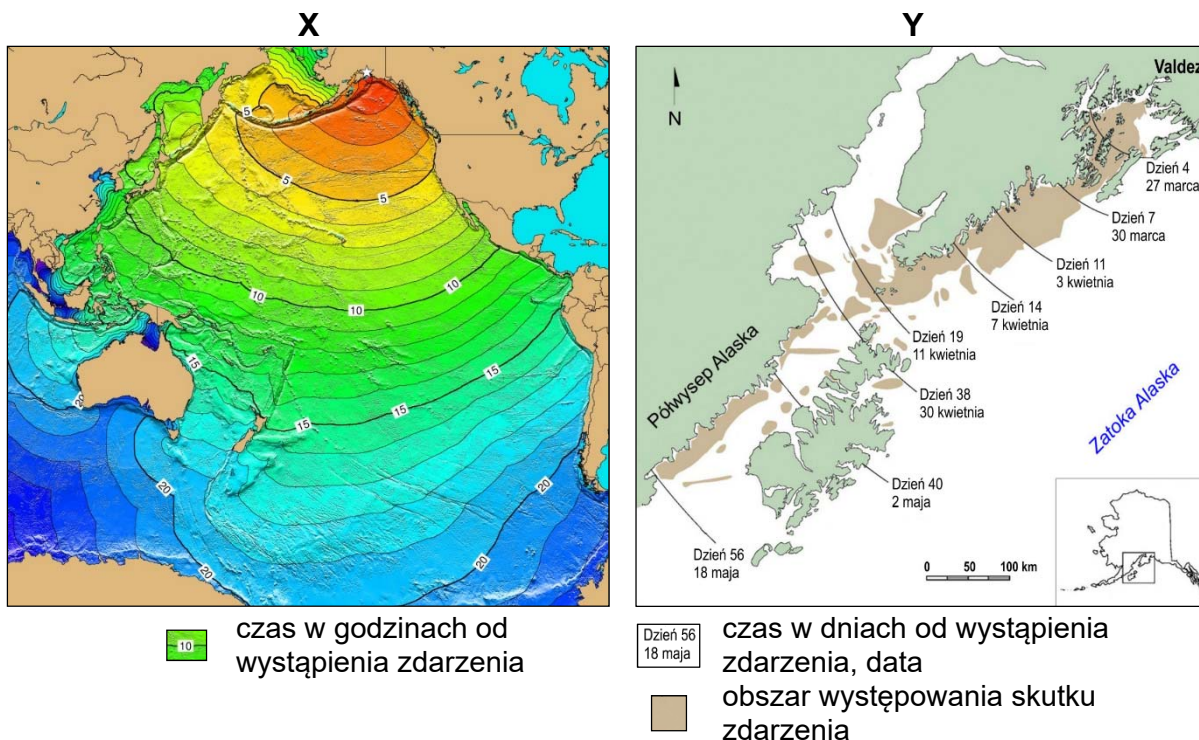 X
5
5
5
10
10
10
15
15
15
15
20
20
20
20
20
10
czas w godzinach od
wystąpienia zdarzenia
Y
N
Valdez
Dzień 4
27 marca
Dzień 7
30 marca
Dzień 11
3 kwietnia
Dzień 14
7 kwietnia
Dzień 19
11 kwietnia
Dzień 38
30 kwietnia
Półwysep Alaska
Zatoka Alaska
Dzień 40
2 maja
Dzień 56
18 maja
0 50 100 km
Dzień 56
18 maja
czas w dniach od wystąpienia
zdarzenia, data
obszar występowania skutku
zdarzenia